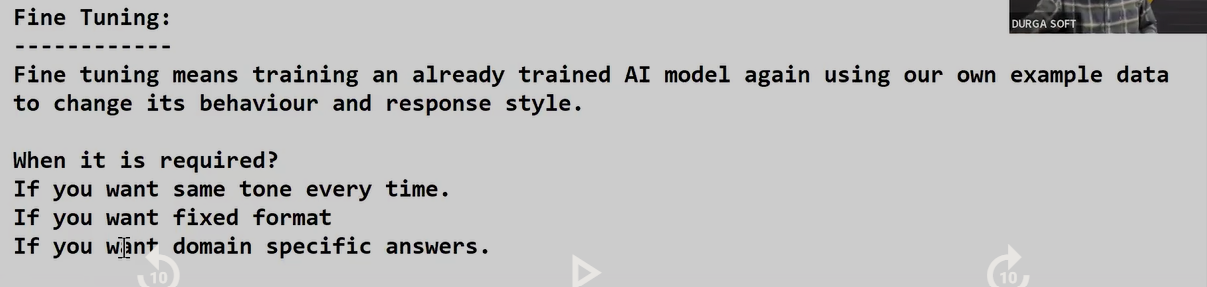 Fine Tuning:
------------
DURGA SOFT
Fine tuning means training an already trained AI model again using our own example data
to change its behaviour and response style.
When it is required?
If you want same tone every time.
If you want fixed format
If you want domain specific answers.
10
10